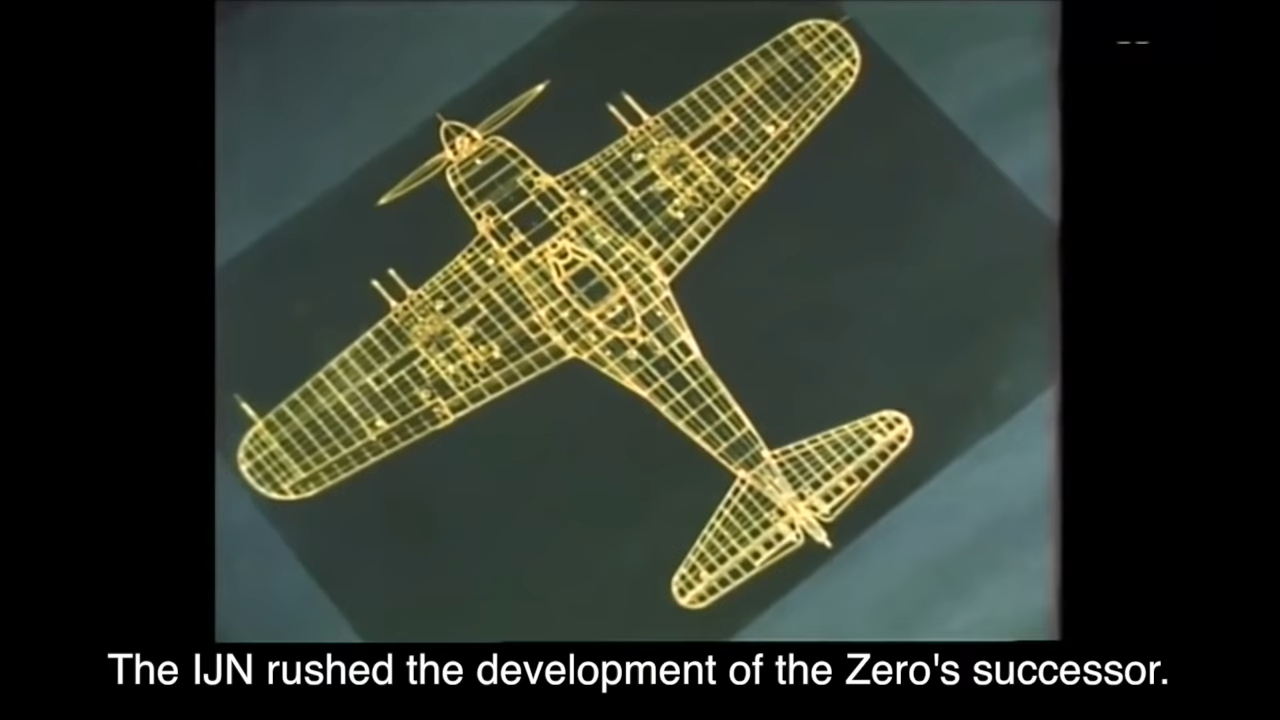 The IJN rushed the development of the Zero's successor.